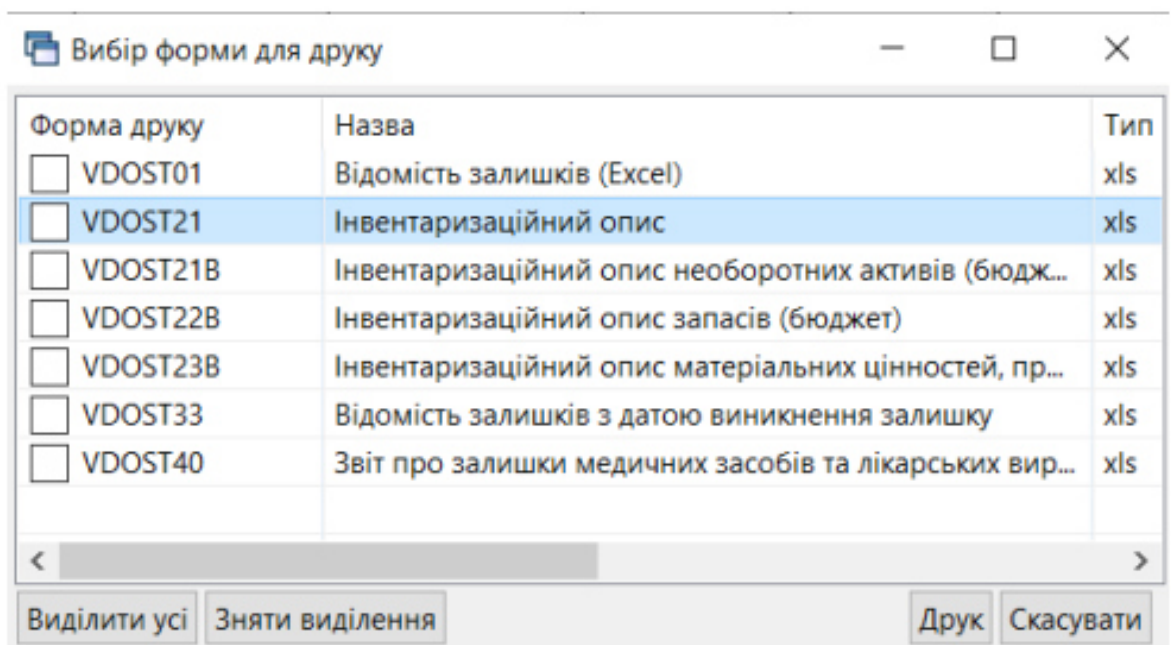 Вибір форми для друку
Форма друку Назва Тип
VDOST01 Відомість залишків (Excel) xls
VDOST21 Інвентаризаційний опис xls
VDOST21B Інвентаризаційний опис необоротних активів (бюдж... xls
VDOST22B Інвентаризаційний опис запасів (бюджет) xls
VDOST23B Інвентаризаційний опис матеріальних цінностей, пр... xls
VDOST33 Відомість залишків з датою виникнення залишку xls
VDOST40 Звіт про залишки медичних засобів та лікарських вир... xls
Виділити усі Зняти виділення Друк Скасувати